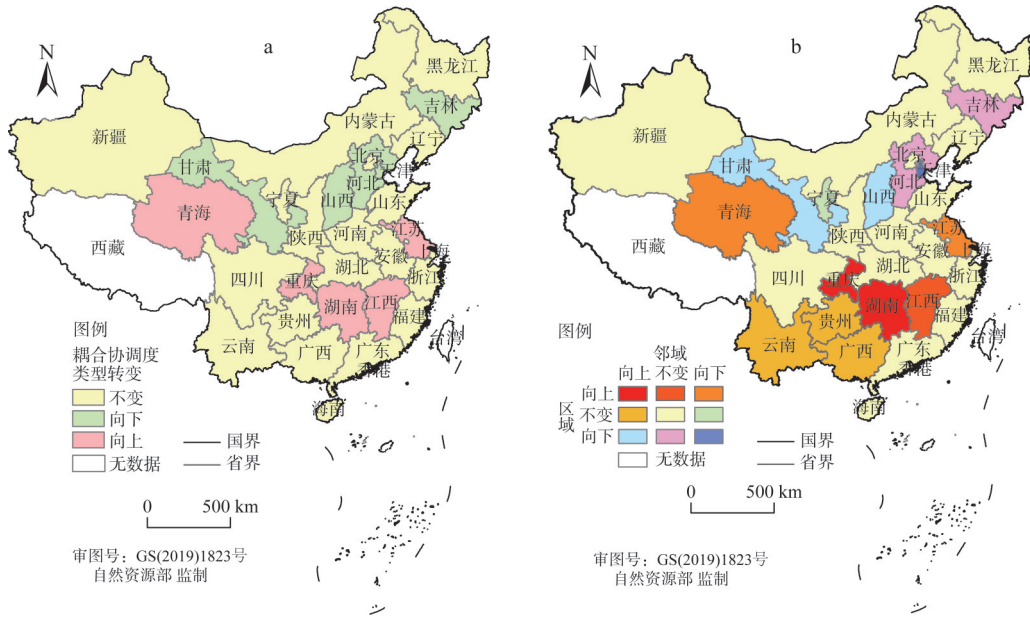 a
N
黑龙江
吉林
辽宁
内蒙古
新疆
北京
天津
甘肃
河北
宁夏
山西
山东
青海
陕西
河南
江苏
西藏
安徽
上海
四川
湖北
重庆
浙江
湖南
江西
贵州
福建
云南
广西
广东
台湾
香港
海南
图例
耦合协调度
类型转变
不变
向下
向上
无数据
国界
省界
0 500 km
审图号：GS(2019)1823号
自然资源部 监制
b
N
黑龙江
吉林
辽宁
内蒙古
新疆
北京
天津
甘肃
河北
宁夏
山西
山东
青海
陕西
河南
江苏
西藏
安徽
上海
四川
湖北
重庆
浙江
湖南
江西
贵州
福建
云南
广西
广东
台湾
香港
海南
图例
邻域
向上 不变 向下
区域
向上
不变
向下
无数据
国界
省界
0 500 km
审图号：GS(2019)1823号
自然资源部 监制